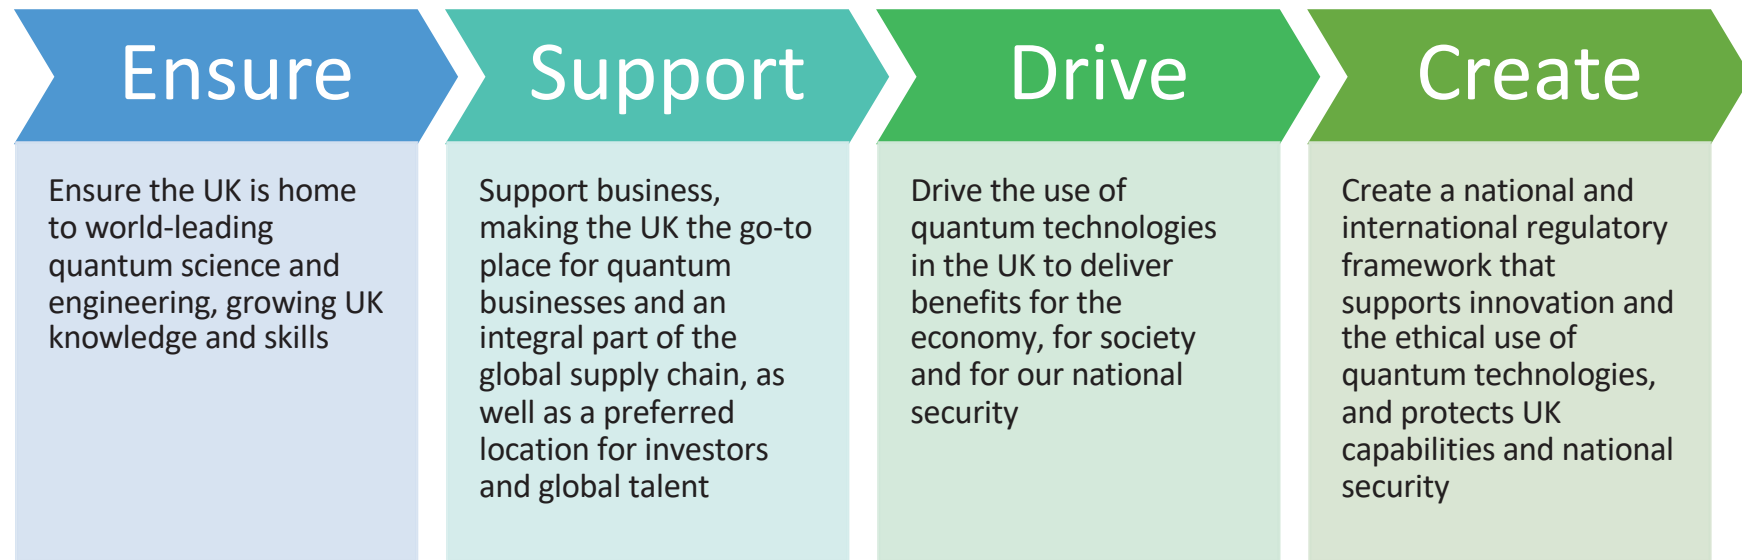 Ensure
Ensure the UK is home
to world-leading
quantum science and
engineering, growing UK
knowledge and skills
Support
Support business,
making the UK the go-to
place for quantum
businesses and an
integral part of the
global supply chain, as
well as a preferred
location for investors
and global talent
Drive
Drive the use of
quantum technologies
in the UK to deliver
benefits for the
economy, for society
and for our national
security
Create
Create a national and
international regulatory
framework that
supports innovation and
the ethical use of
quantum technologies,
and protects UK
capabilities and national
security